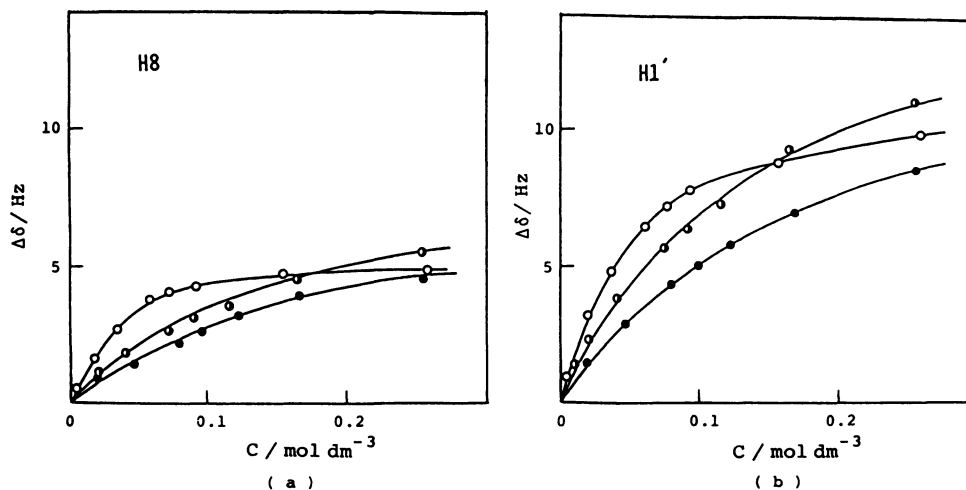 H8
10
5
Δδ/Hz
0
0.1
0.2
C/mol dm⁻³
( a )
H1′
10
5
Δδ/Hz
0
0.1
0.2
C/mol dm⁻³
( b )